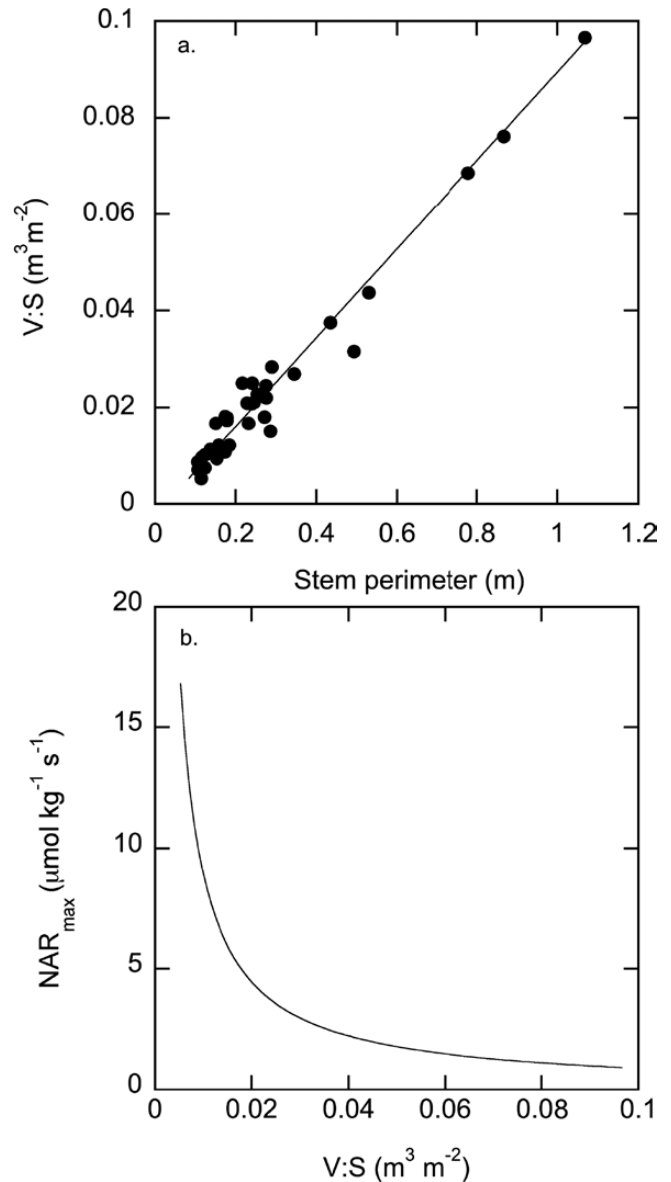 a.
0.1
0.08
0.06
0.04
0.02
0
V:S (m³ m⁻²)
0 0.2 0.4 0.6 0.8 1 1.2
Stem perimeter (m)
b.
20
15
10
5
0
NAR_max (μmol kg⁻¹ s⁻¹)
0 0.02 0.04 0.06 0.08 0.1
V:S (m³ m⁻²)